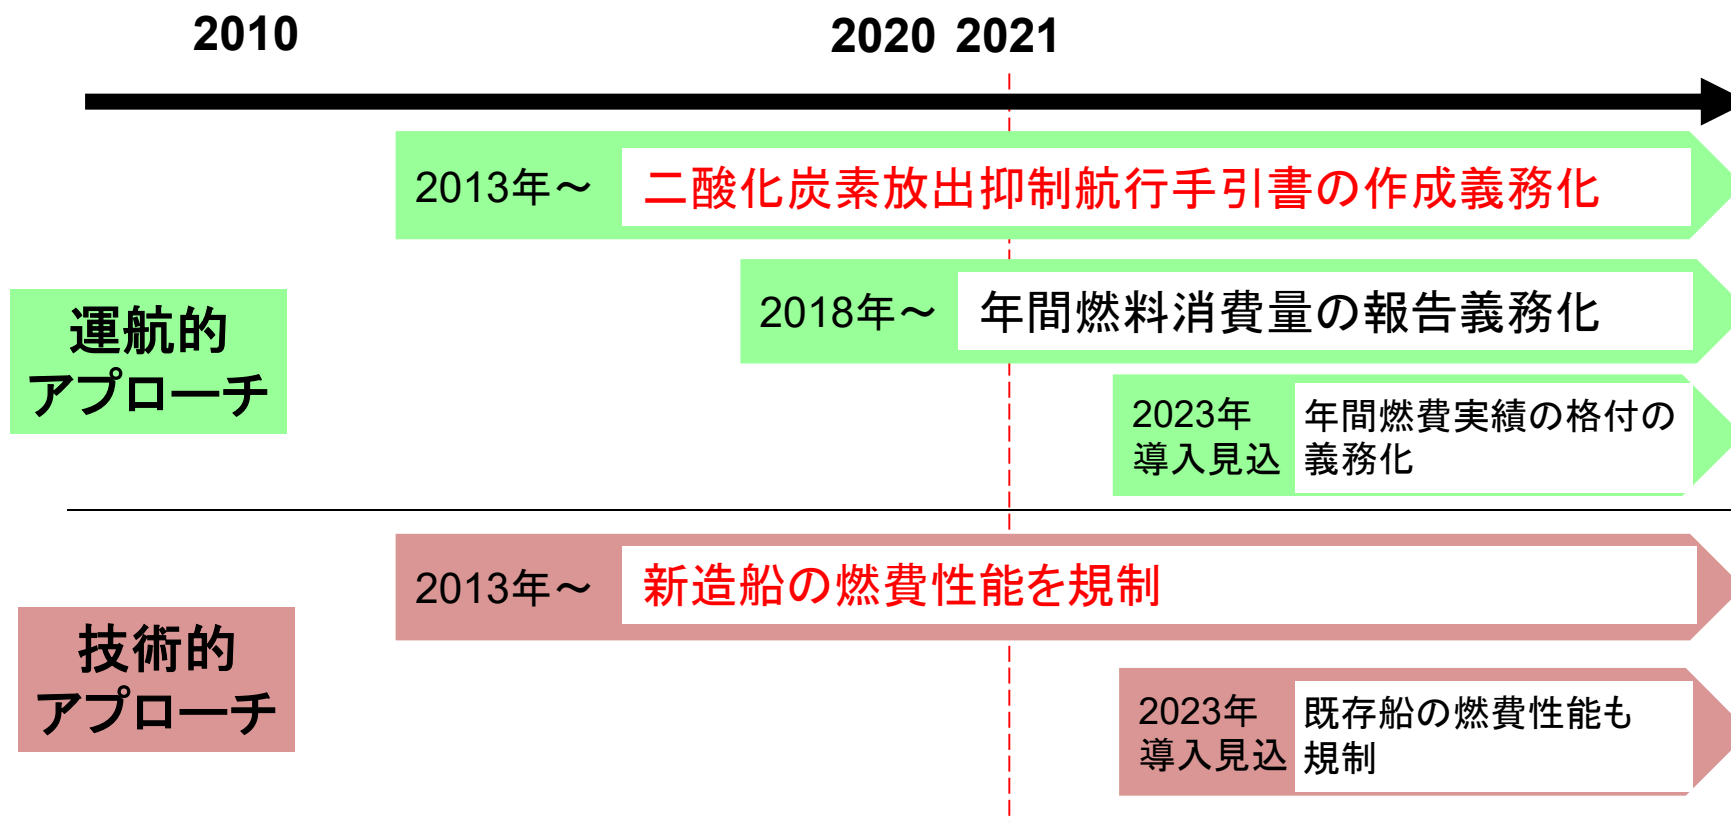 2010
2020 2021
2013年～
二酸化炭素放出抑制航行手引書の作成義務化
2018年～
年間燃料消費量の報告義務化
運航的
アプローチ
2023年
導入見込
年間燃費実績の格付の
義務化
2013年～
新造船の燃費性能を規制
技術的
アプローチ
2023年
導入見込
既存船の燃費性能も
規制